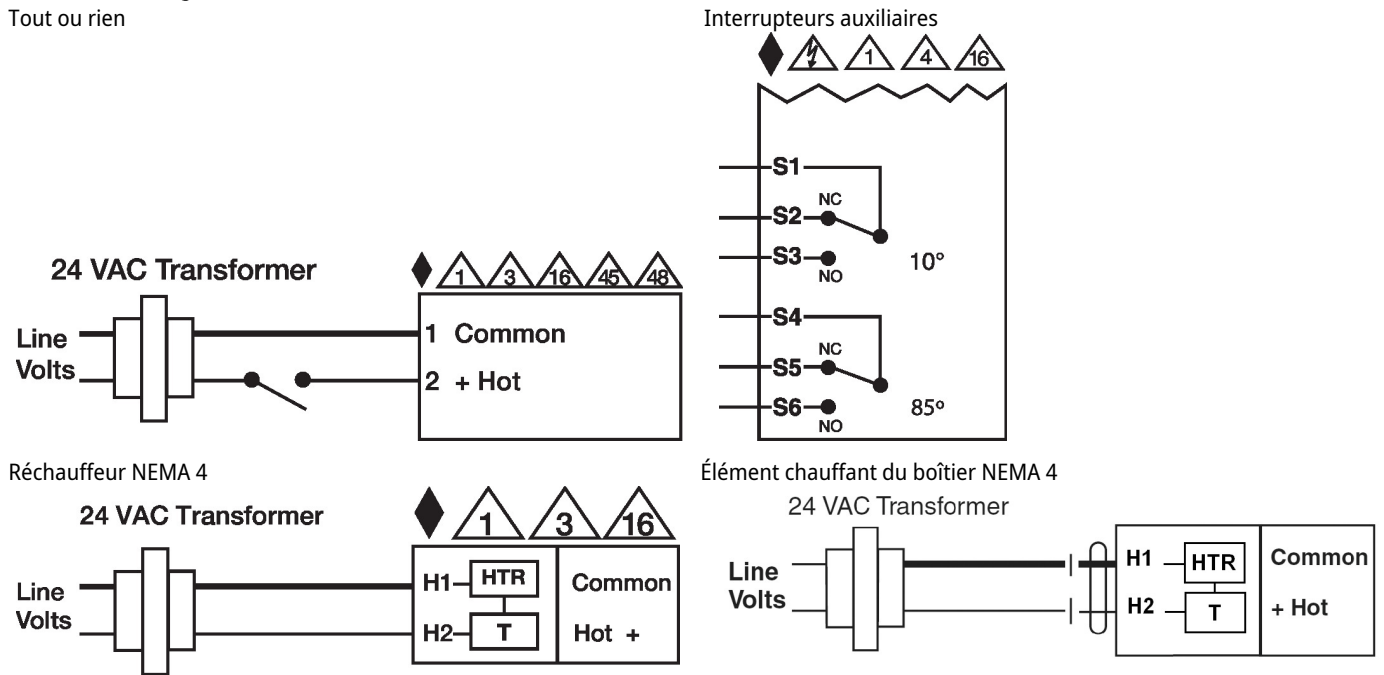 Tout ou rien
24 VAC Transformer
1 3 16 45 48
Line
Volts
1 Common
2 + Hot
Interrupteurs auxiliaires
1 4 16
S1
NC
S2
S3
NO
10°
S4
NC
S5
S6
NO
85°
Réchauffeur NEMA 4
24 VAC Transformer
1 3 16
Line
Volts
H1 HTR Common
H2 T Hot +
Élément chauffant du boîtier NEMA 4
24 VAC Transformer
Line
Volts
H1 HTR Common
H2 T + Hot